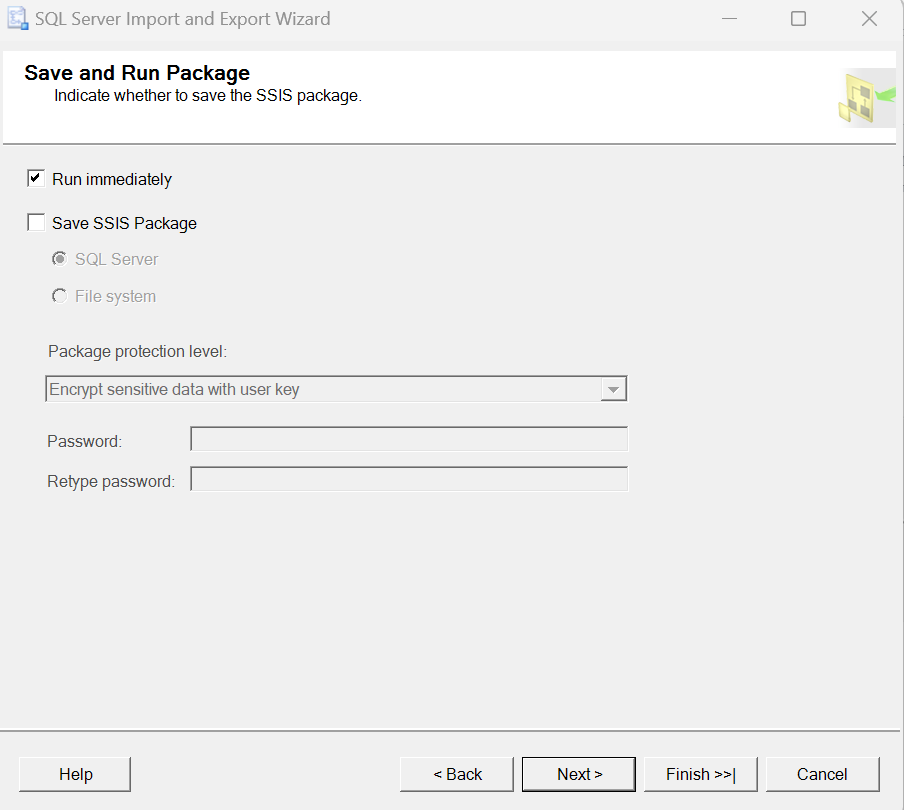 SQL Server Import and Export Wizard
Save and Run Package
Indicate whether to save the SSIS package.
Run immediately
Save SSIS Package
SQL Server
File system
Package protection level:
Encrypt sensitive data with user key
Password:
Retype password:
Help
< Back
Next >
Finish >>|
Cancel